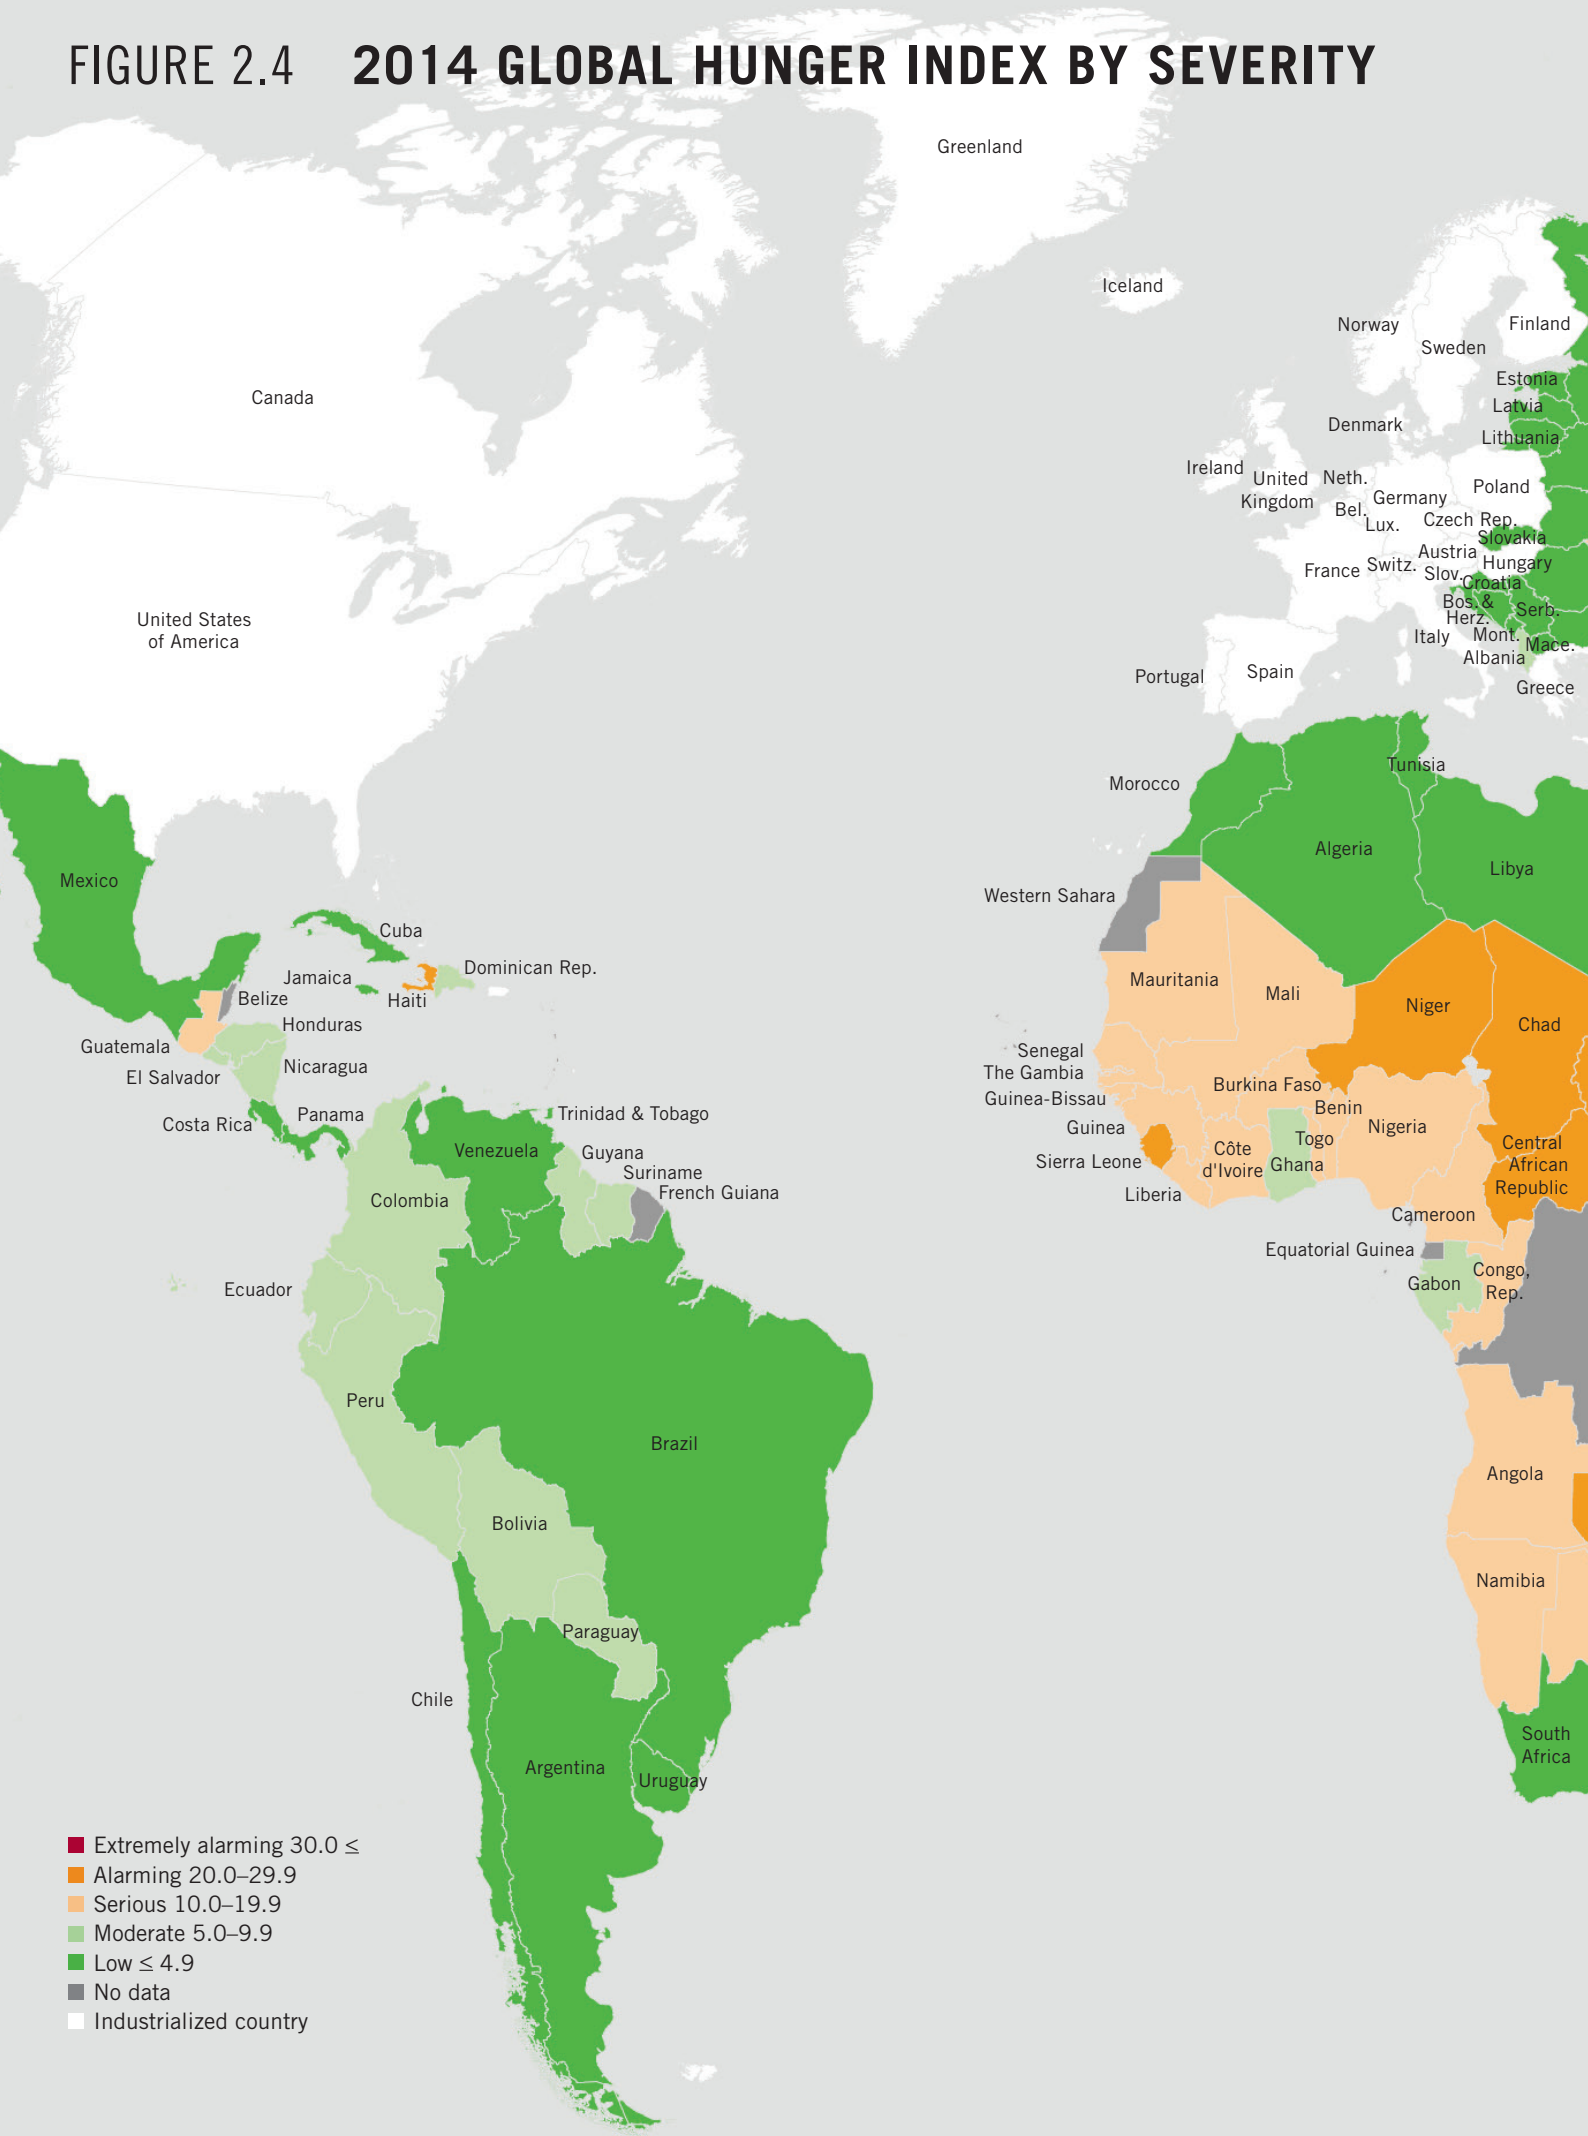 FIGURE 2.4 2014 GLOBAL HUNGER INDEX BY SEVERITY
Greenland
Iceland
Norway
Finland
Sweden
Estonia
Canada
Latvia
Denmark
Lithuania
Ireland
United
Kingdom
Neth.
Poland
Germany
Bel.
Lux.
Czech Rep.
Slovakia
Austria
Hungary
France
Switz.
Slov.
Croatia
Bos. &
Herz.
Serb.
United States
of America
Italy
Mont.
Mace.
Albania
Portugal
Spain
Greece
Tunisia
Morocco
Algeria
Libya
Mexico
Western Sahara
Cuba
Jamaica
Dominican Rep.
Haiti
Belize
Mauritania
Mali
Niger
Honduras
Chad
Guatemala
Senegal
Nicaragua
The Gambia
El Salvador
Burkina Faso
Guinea-Bissau
Benin
Costa Rica
Panama
Trinidad & Tobago
Guinea
Nigeria
Togo
Venezuela
Guyana
Sierra Leone
Côte
d'Ivoire
Ghana
Central
African
Republic
Suriname
French Guiana
Liberia
Colombia
Cameroon
Equatorial Guinea
Ecuador
Gabon
Congo,
Rep.
Peru
Brazil
Angola
Bolivia
Namibia
Paraguay
Chile
South
Africa
Argentina
Uruguay
Extremely alarming 30.0 ≤
Alarming 20.0–29.9
Serious 10.0–19.9
Moderate 5.0–9.9
Low ≤ 4.9
No data
Industrialized country